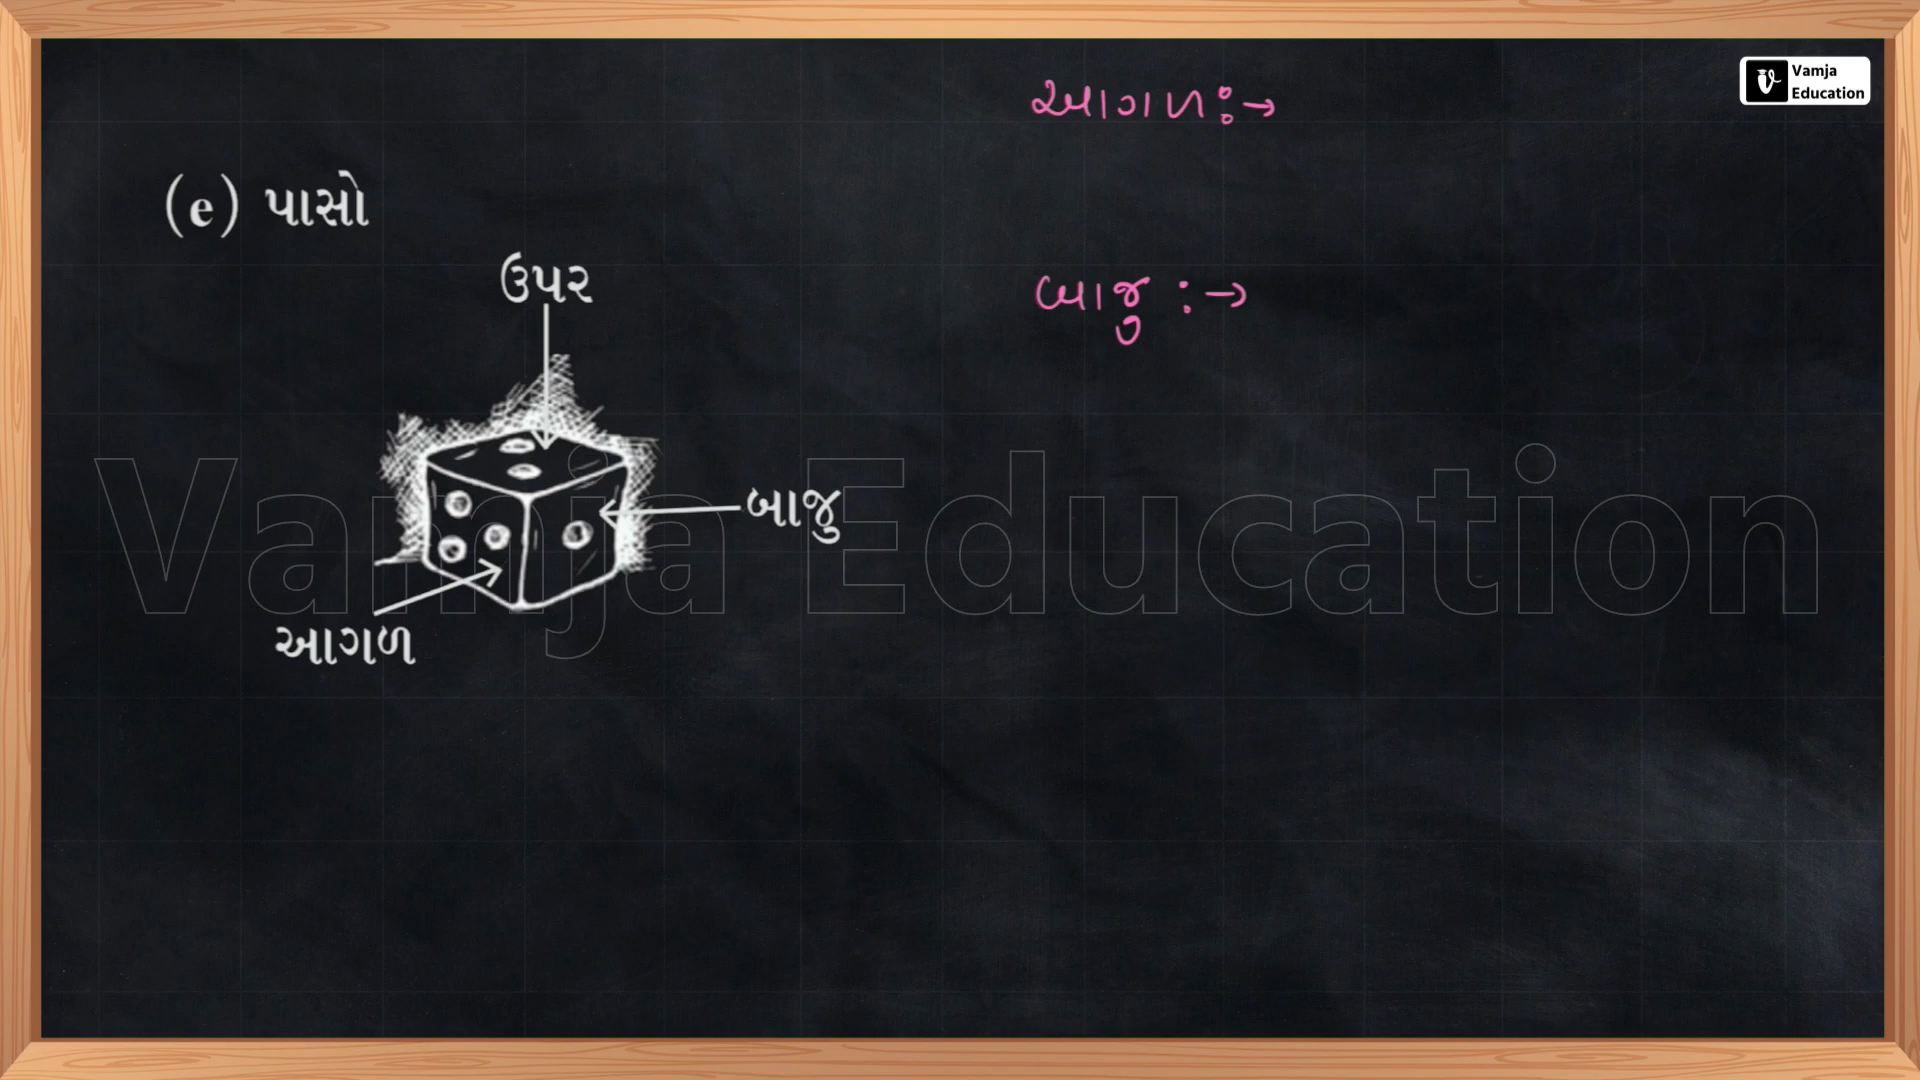 આગળ:→
Vamja
Education
(e) પાસો
ઉપર
બાજુ :→
બાજુ
Vamja Education
આગળ